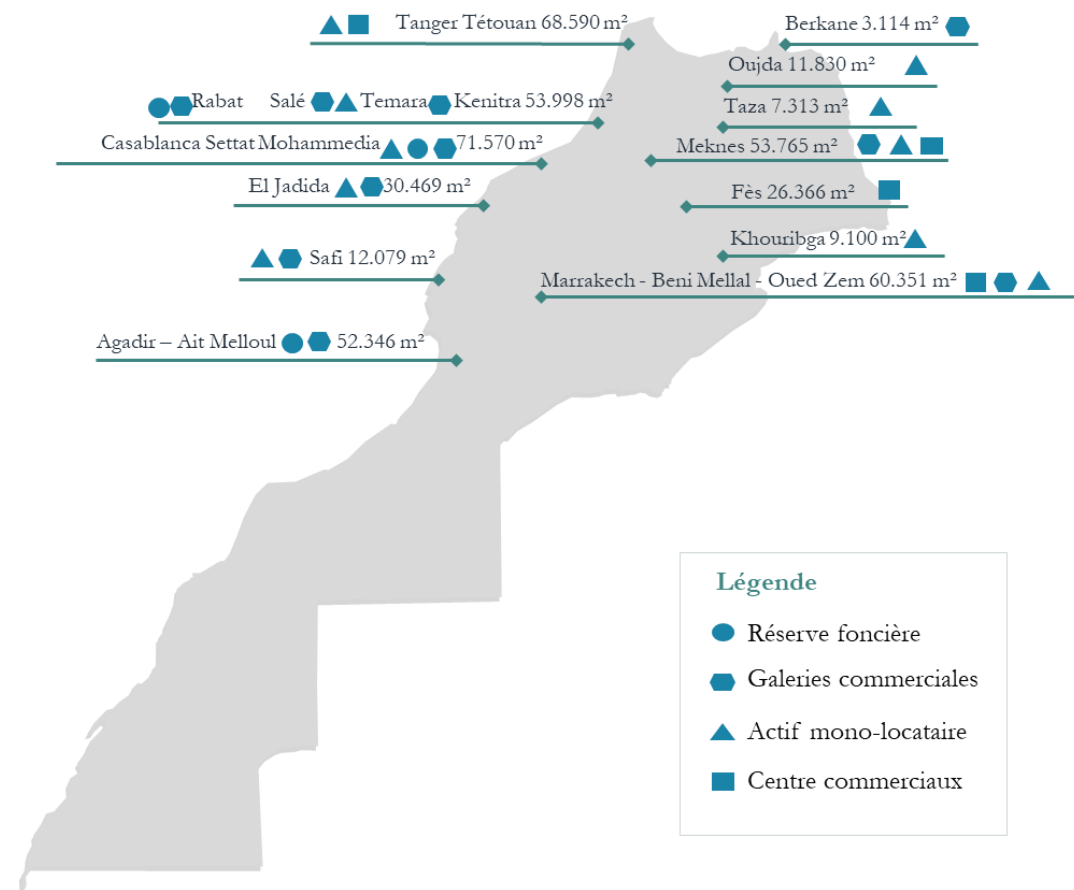 Tanger Tétouan 68.590 m²
Rabat Salé Temara Kenitra 53.998 m²
Casablanca Settat Mohammedia 71.570 m²
El Jadida 30.469 m²
Safi 12.079 m²
Agadir – Ait Melloul 52.346 m²
Berkane 3.114 m²
Oujda 11.830 m²
Taza 7.313 m²
Meknes 53.765 m²
Fès 26.366 m²
Khouribga 9.100 m²
Marrakech - Beni Mellal - Oued Zem 60.351 m²
Légende
Réserve foncière
Galeries commerciales
Actif mono-locataire
Centre commerciaux